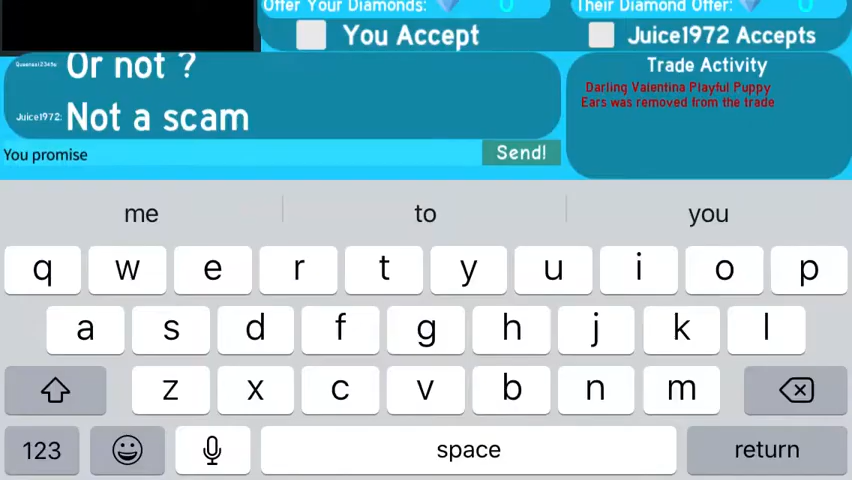 Offer Your Diamonds: 0
Their Diamond Offer: 0
You Accept
Juice1972 Accepts
Or not ?
Juice1972: Not a scam
Trade Activity
Darling Valentina Playful Puppy
Ears was removed from the trade
You promise
Send!
me to you
q w e r t y u i o p
a s d f g h j k l
z x c v b n m
123 space return